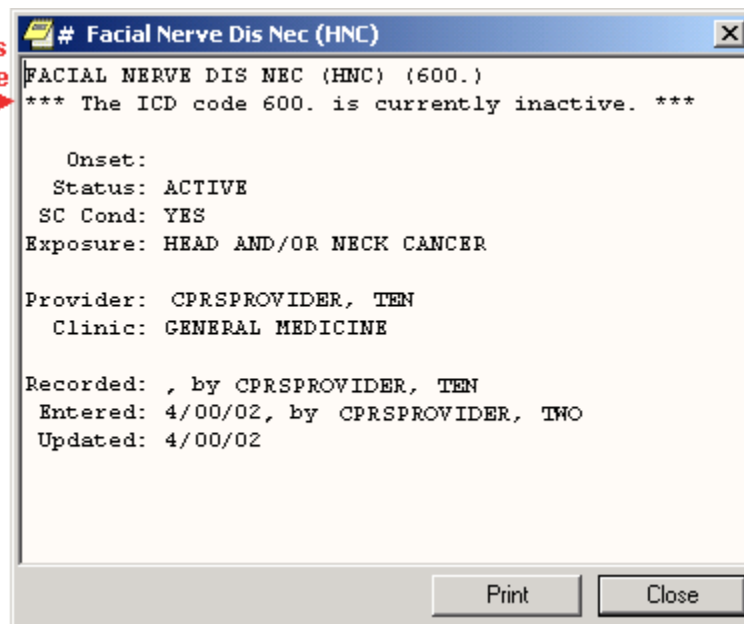 # Facial Nerve Dis Nec (HNC)
s
e
FACIAL NERVE DIS NEC (HNC) (600.)
*** The ICD code 600. is currently inactive. ***
Onset:
Status: ACTIVE
SC Cond: YES
Exposure: HEAD AND/OR NECK CANCER
Provider: CPRSPROVIDER, TEN
Clinic: GENERAL MEDICINE
Recorded: , by CPRSPROVIDER, TEN
Entered: 4/00/02, by CPRSPROVIDER, TWO
Updated: 4/00/02
Print
Close